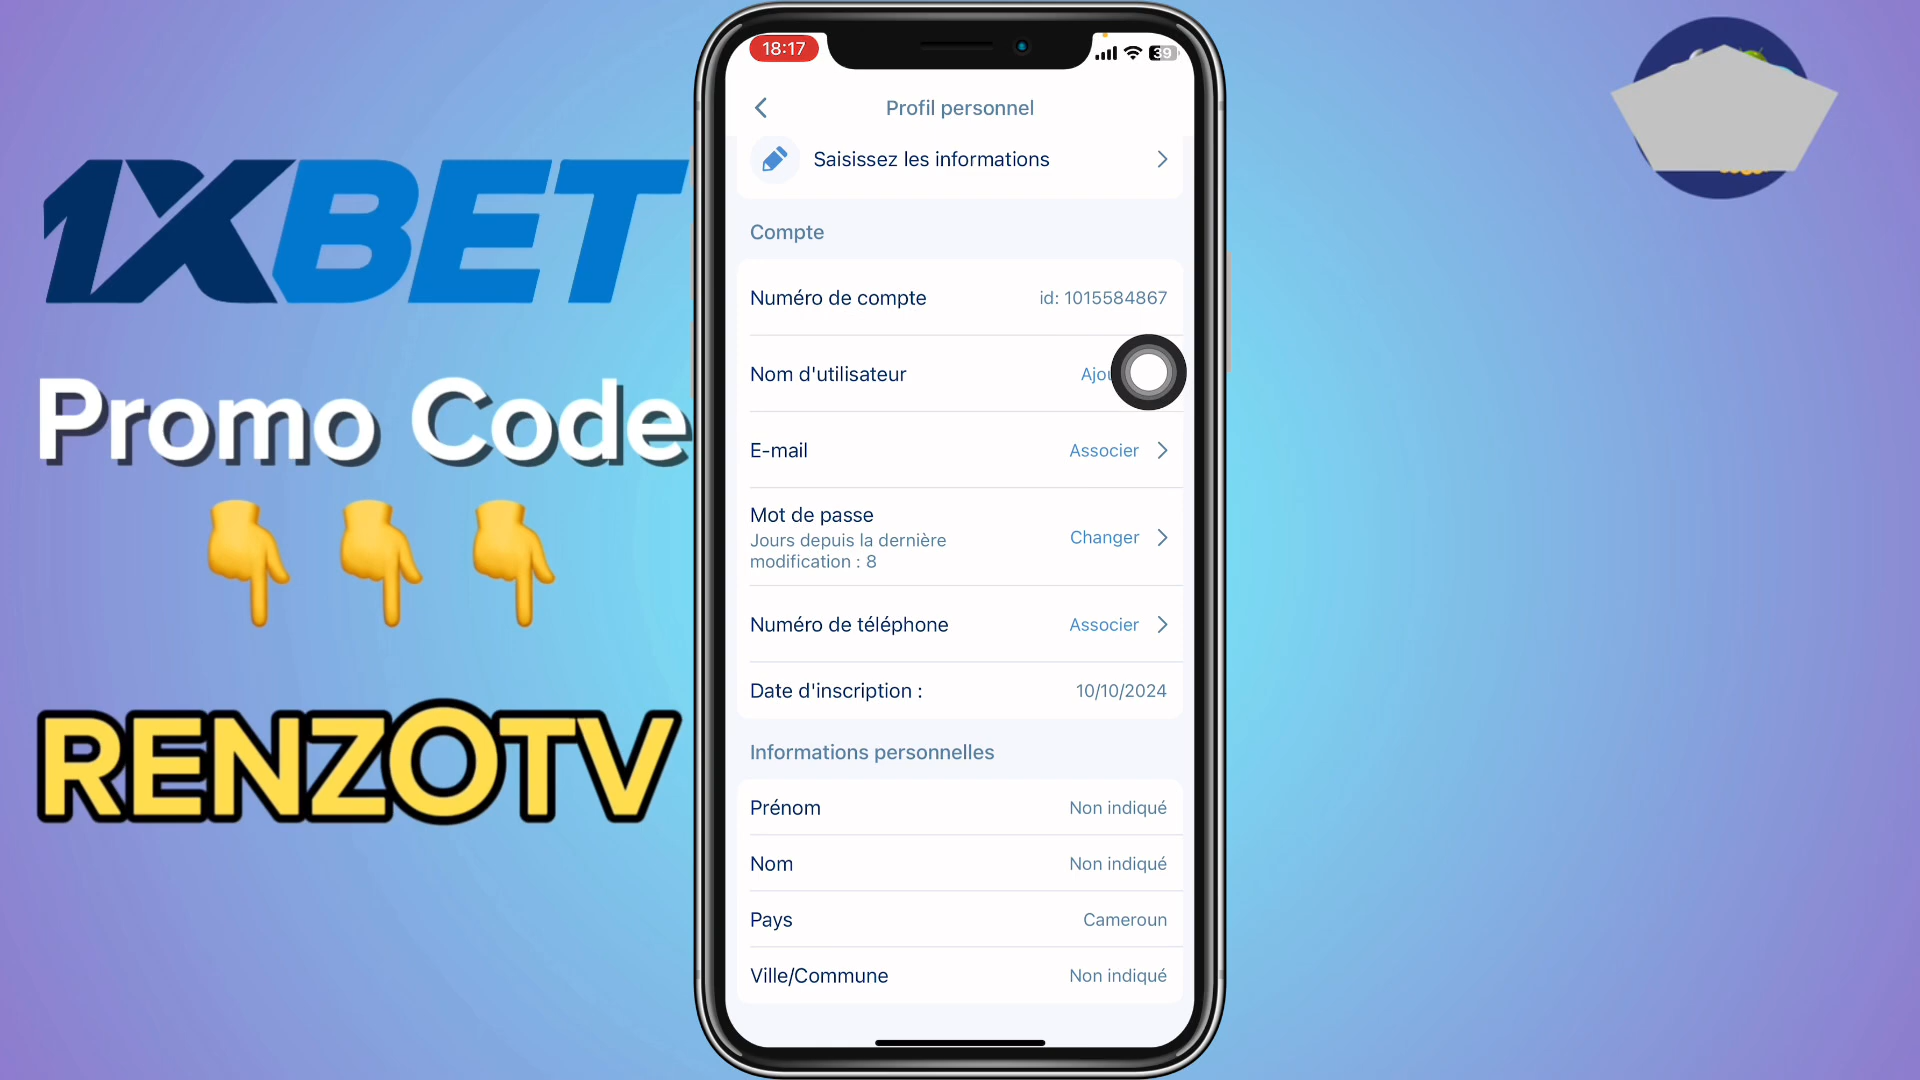 1XBET
Promo Code
RENZOTV
18:17
39
Profil personnel
Saisissez les informations
Compte
Numéro de compte
id: 1015584867
Nom d'utilisateur
E-mail
Associer
Mot de passe
Jours depuis la dernière
modification : 8
Changer
Numéro de téléphone
Associer
Date d'inscription :
10/10/2024
Informations personnelles
Prénom
Non indiqué
Nom
Non indiqué
Pays
Cameroun
Ville/Commune
Non indiqué